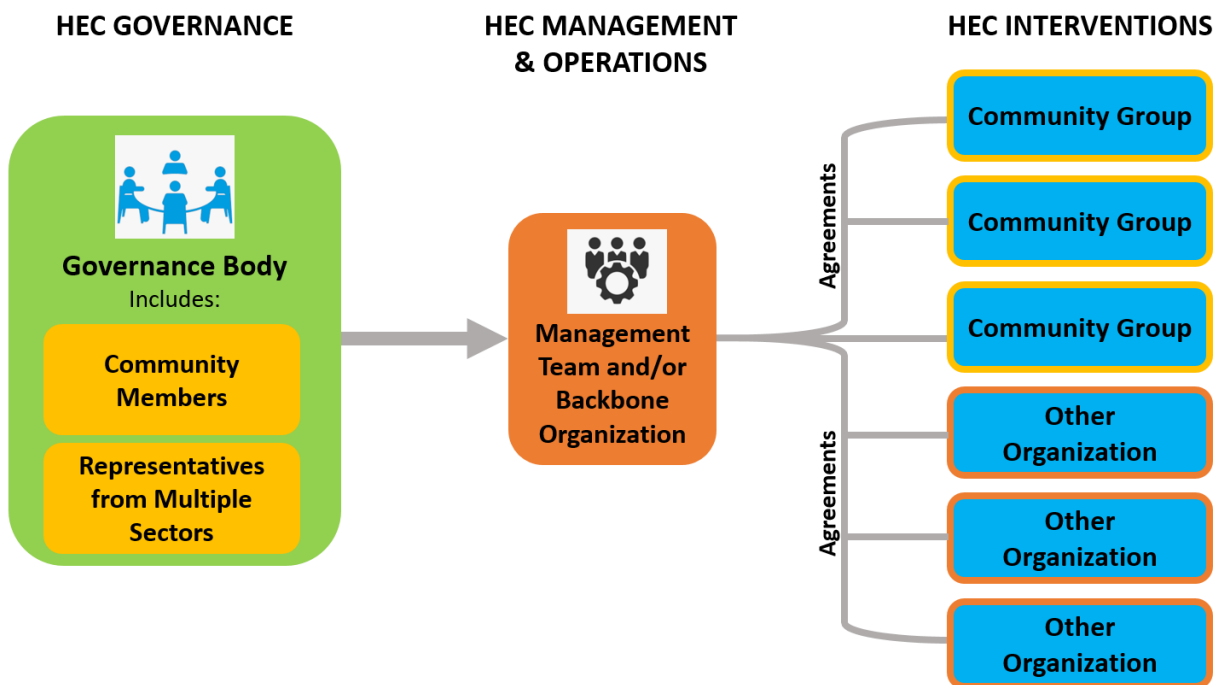 HEC GOVERNANCE
HEC MANAGEMENT
& OPERATIONS
HEC INTERVENTIONS
Governance Body
Includes:
Community
Members
Representatives
from Multiple
Sectors
Management
Team and/or
Backbone
Organization
Agreements
Agreements
Community Group
Community Group
Community Group
Other
Organization
Other
Organization
Other
Organization